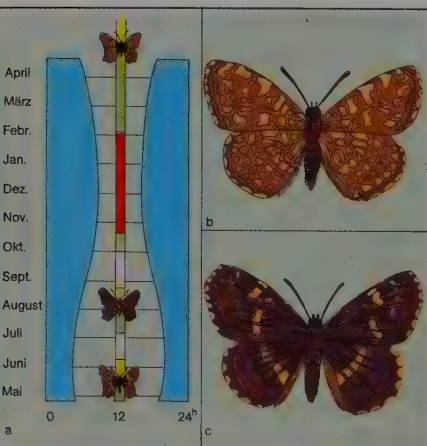 April
März
Febr.
Jan.
Dez.
Nov.
Okt.
Sept.
August
Juli
Juni
Mai
0 12 24h
a
b
c